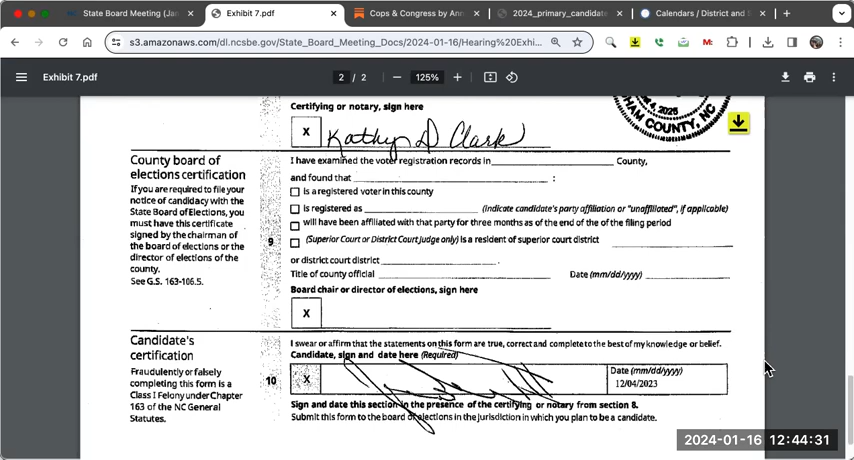 State Board Meeting (Jan
Exhibit 7.pdf
Cops & Congress by Ann
2024_primary_candidate
Calendars / District and S
s3.amazonaws.com/dl.ncsbe.gov/State_Board_Meeting_Docs/2024-01-16/Hearing%20Exhi...
Exhibit 7.pdf
2 / 2
125%
Certifying or notary, sign here
X Kathy D Clark
4, 2025
HAM COUNTY, NC
County board of
elections certification
If you are required to file your
notice of candidacy with the
State Board of Elections, you
must have this certificate
signed by the chairman of
the board of elections or the
director of elections of the
county.
See G.S. 163-106.5.
9
I have examined the voter registration records in County,
and found that :
is a registered voter in this county
is registered as (indicate candidate's party affiliation or "unaffiliated", if applicable)
will have been affiliated with that party for three months as of the end of the of the filing period
(Superior Court or District Court Judge only) is a resident of superior court district
or district court district .
Title of county official Date (mm/dd/yyyy)
Board chair or director of elections, sign here
X
Candidate's
certification
Fraudulently or falsely
completing this form is a
Class I Felony under Chapter
163 of the NC General
Statutes.
10
I swear or affirm that the statements on this form are true, correct and complete to the best of my knowledge or belief.
Candidate, sign and date here (Required)
X
Date (mm/dd/yyyy)
12/04/2023
Sign and date this section in the presence of the certifying or notary from section 8.
Submit this form to the board of elections in the jurisdiction in which you plan to be a candidate.
2024-01-16 12:44:31